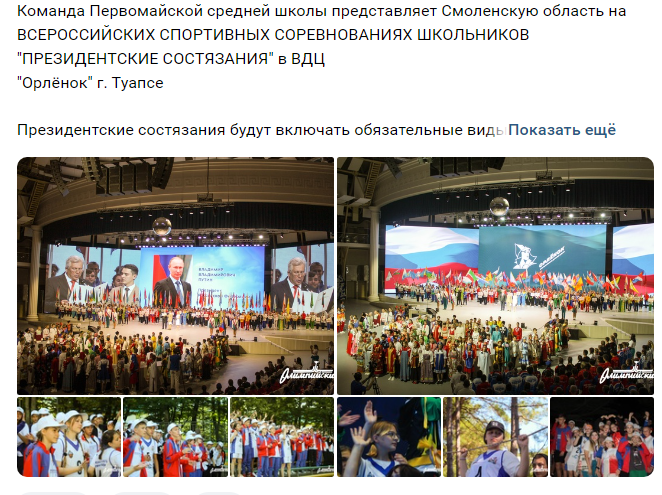 Команда Первомайской средней школы представляет Смоленскую область на
ВСЕРОССИЙСКИХ СПОРТИВНЫХ СОРЕВНОВАНИЯХ ШКОЛЬНИКОВ
"ПРЕЗИДЕНТСКИЕ СОСТЯЗАНИЯ" в ВДЦ
"Орлёнок" г. Туапсе
Президентские состязания будут включать обязательные виды Показать ещё
ВЛАДИМИР
ВЛАДИМИРОВИЧ
ПУТИН
Олимпийский
Олимпийский